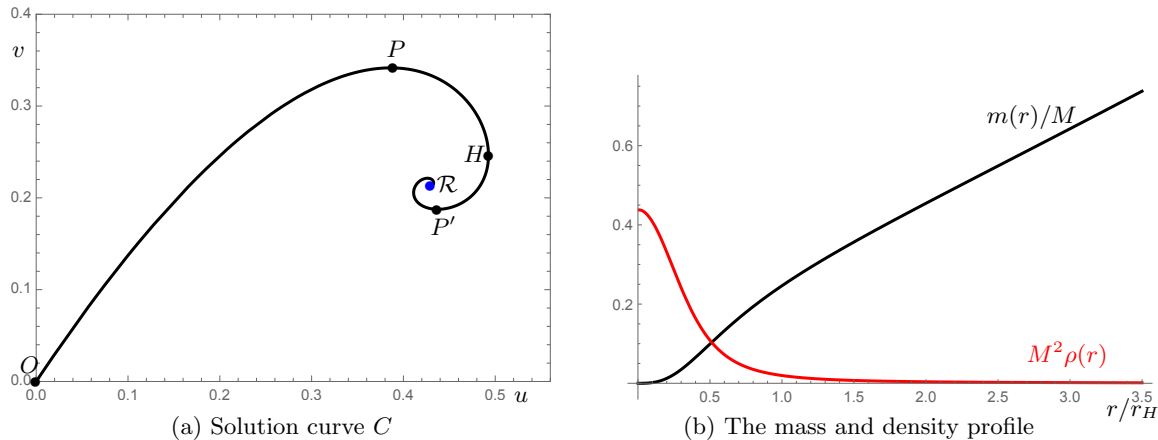 0.4
v
P
0.3
H
0.2
R
P′
0.1
O
0.0
0.0 0.1 0.2 0.3 0.4 0.5
u
(a) Solution curve C
m(r)/M
0.6
0.4
0.2
M²ρ(r)
0.5 1.0 1.5 2.0 2.5 3.0 3.5
r/r_H
(b) The mass and density profile